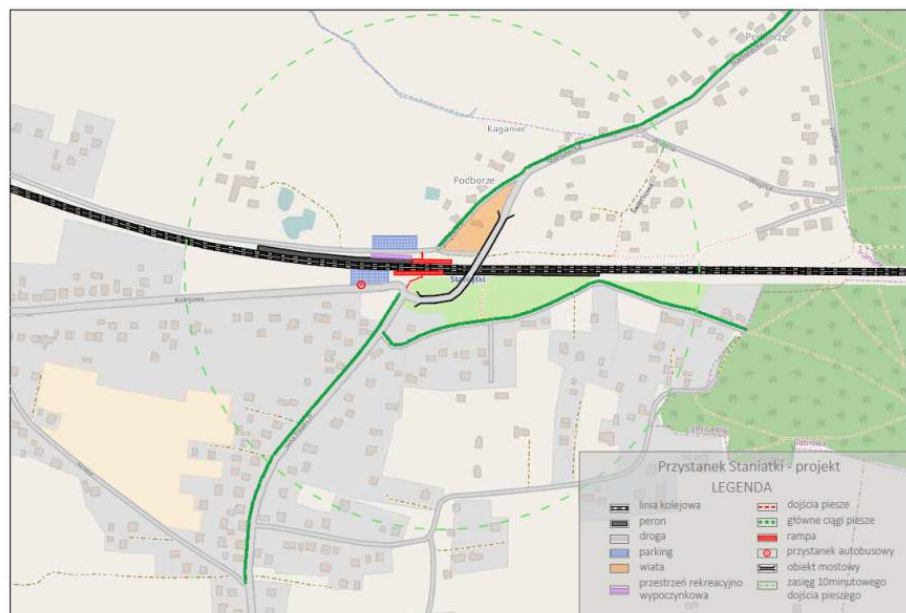 Podborze
Kaganiec
Podborze
Staniątki
Kolejowa
Przystanek Staniatki - projekt
LEGENDA
linia kolejowa
peron
droga
parking
wiata
przestrzeń rekreacyjno
wypoczynkowa
dojścia piesze
główne ciągi piesze
rampa
przystanek autobusowy
obiekt mostowy
zasięg 10minutowego
dojścia pieszego